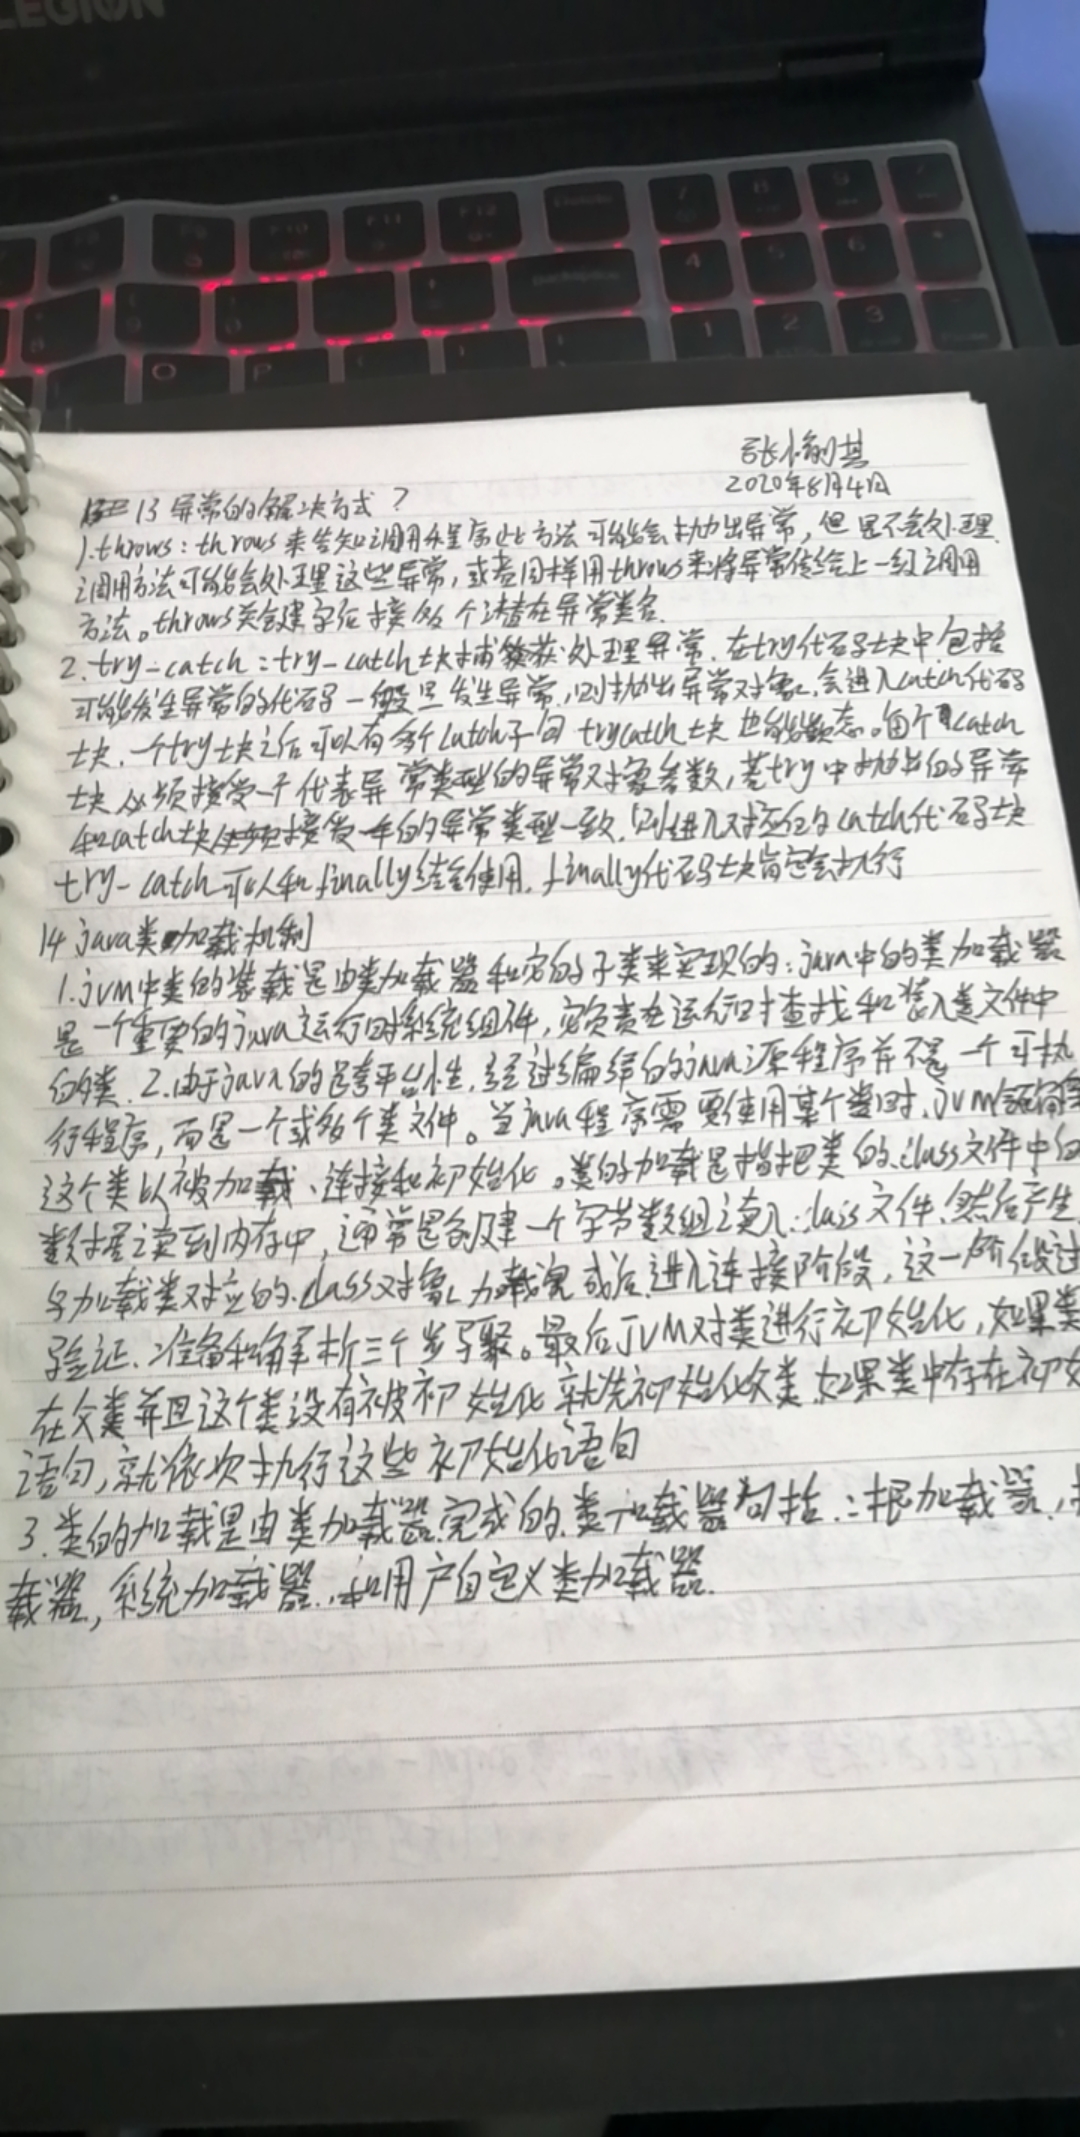 LEGION
F10
F11
F12
backspace
7
8
9
4
5
6
1
2
3
O
P
2020年8月4日
13 异常的解决方式?
1.throws:throws来告知调用程序此方法可能会抛出异常,但是不会处理.
调用方法可能会处理这些异常,或者同样用throws来将异常传给上一级调用
方法。throws关键字后接多个潜在异常类名.
2.try-catch:try-catch块捕获处理异常.在try代码块中包括
可能发生异常的代码一但发生异常,则抛出异常对象,会进入catch代码
块.一个try块之后可以有多个catch子句 trycatch块也能嵌套。每个catch
块必须接受一个代表异常类型的异常对象参数,若try中抛出的异常
和catch块的异常类型一致,则进入对应的catch代码块
try-catch可以和finally结合使用,finally代码块肯定会执行
14 java类加载机制
1.jvm中类的装载是由类加载器和它的子类来实现的:java中的类加载器
是一个重要的java运行时系统组件,它负责在运行时查找和装入类文件中
的类.2.由于java的跨平台性,经过编译的java源程序并不是一个可执
行程序,而是一个或多个类文件。当java程序需要使用某个类时,JVM会确保
这个类以被加载、连接和初始化。类的加载是指把类的.class文件中的
数据读到内存中,通常是创建一个字节数组读入.class文件,然后产生
与加载类对应的.class对象,加载完成后,进入连接阶段,这一阶段过
验证、准备和解析三个步骤。最后JVM对类进行初始化,如果类
在父类并且这个类没有被初始化就先初始化父类,如果类中存在初始
语句,就依次执行这些初始化语句
3.类的加载是由类加载器完成的.类加载器包括:根加载器,扩
载器,系统加载器,和用户自定义类加载器.